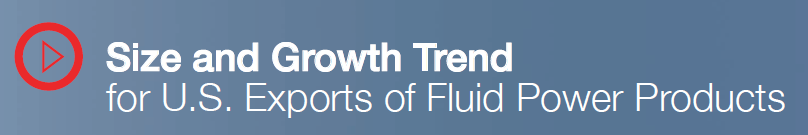 Size and Growth Trend
for U.S. Exports of Fluid Power Products